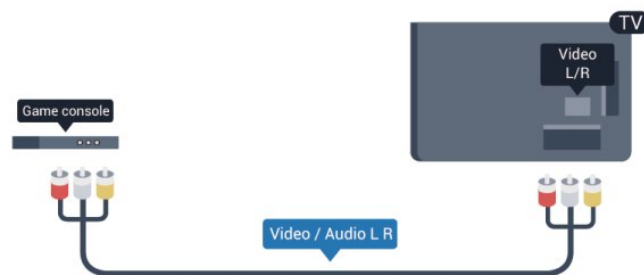 TV
Video
L/R
Game console
Video / Audio L R